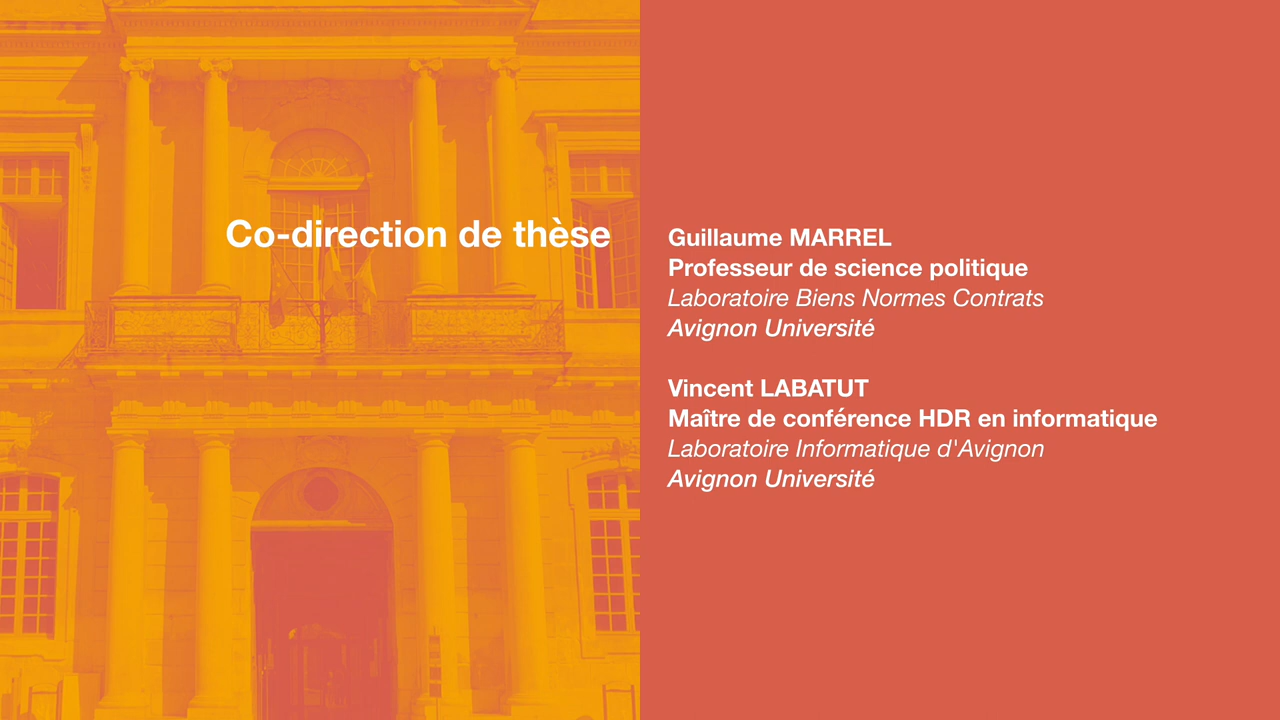 Co-direction de thèse
Guillaume MARREL
Professeur de science politique
Laboratoire Biens Normes Contrats
Avignon Université
Vincent LABATUT
Maître de conférence HDR en informatique
Laboratoire Informatique d'Avignon
Avignon Université